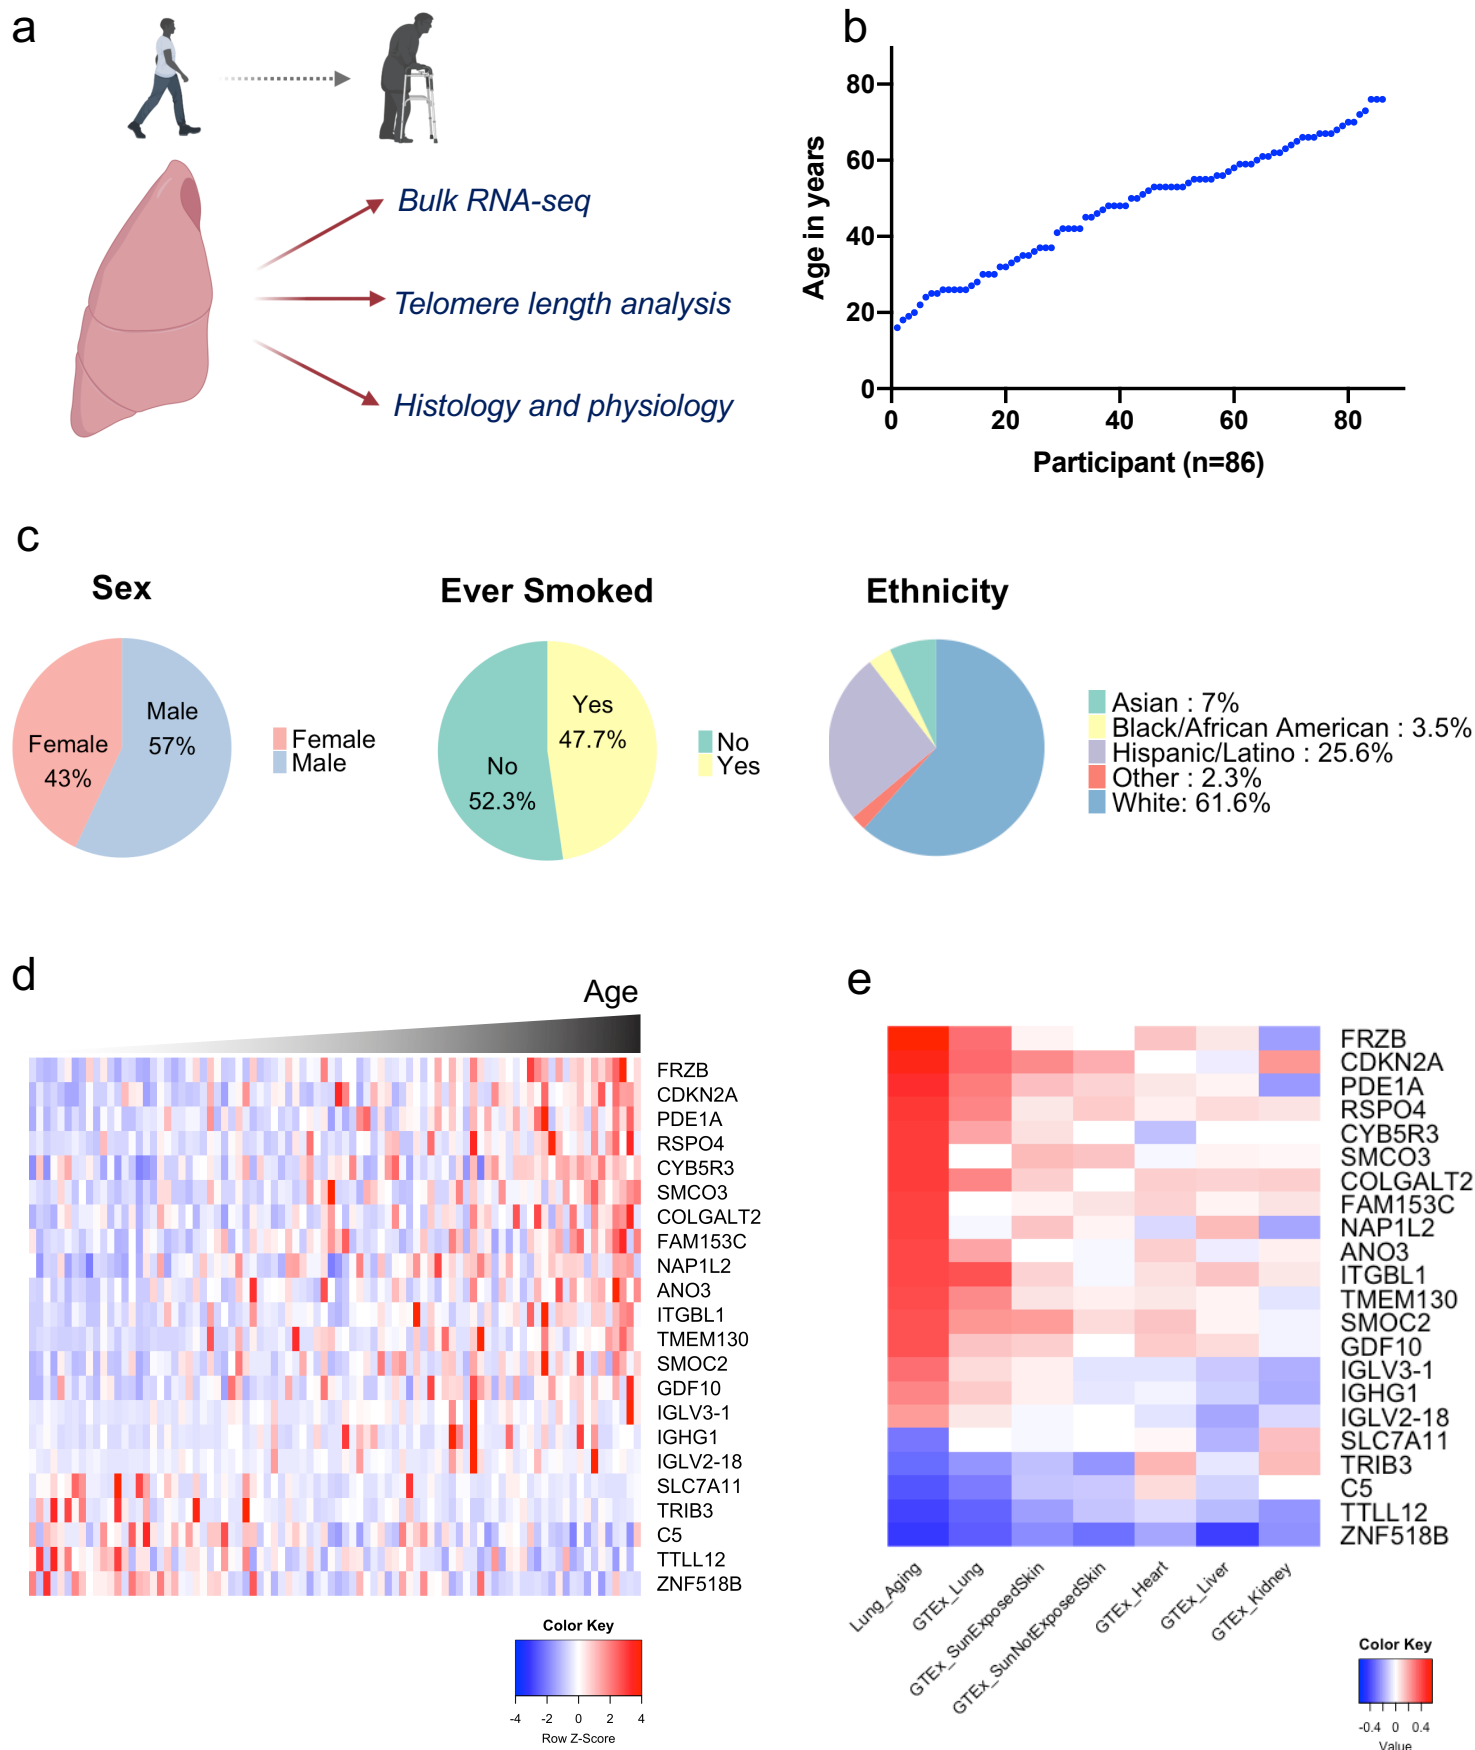 a
Bulk RNA-seq
Telomere length analysis
Histology and physiology
b
Age in years
80
60
40
20
0
0 20 40 60 80
Participant (n=86)
c
Sex
Female
43%
Male
57%
Female
Male
Ever Smoked
Yes
47.7%
No
52.3%
No
Yes
Ethnicity
Asian : 7%
Black/African American : 3.5%
Hispanic/Latino : 25.6%
Other : 2.3%
White: 61.6%
d
Age
FRZB
CDKN2A
PDE1A
RSPO4
CYB5R3
SMCO3
COLGALT2
FAM153C
NAP1L2
ANO3
ITGBL1
TMEM130
SMOC2
GDF10
IGLV3-1
IGHG1
IGLV2-18
SLC7A11
TRIB3
C5
TTLL12
ZNF518B
Color Key
-4 -2 0 2 4
Row Z-Score
e
FRZB
CDKN2A
PDE1A
RSPO4
CYB5R3
SMCO3
COLGALT2
FAM153C
NAP1L2
ANO3
ITGBL1
TMEM130
SMOC2
GDF10
IGLV3-1
IGHG1
IGLV2-18
SLC7A11
TRIB3
C5
TTLL12
ZNF518B
Lung_Aging
GTEx_Lung
GTEx_SunExposedSkin
GTEx_SunNotExposedSkin
GTEx_Heart
GTEx_Liver
GTEx_Kidney
Color Key
-0.4 0 0.4
Value